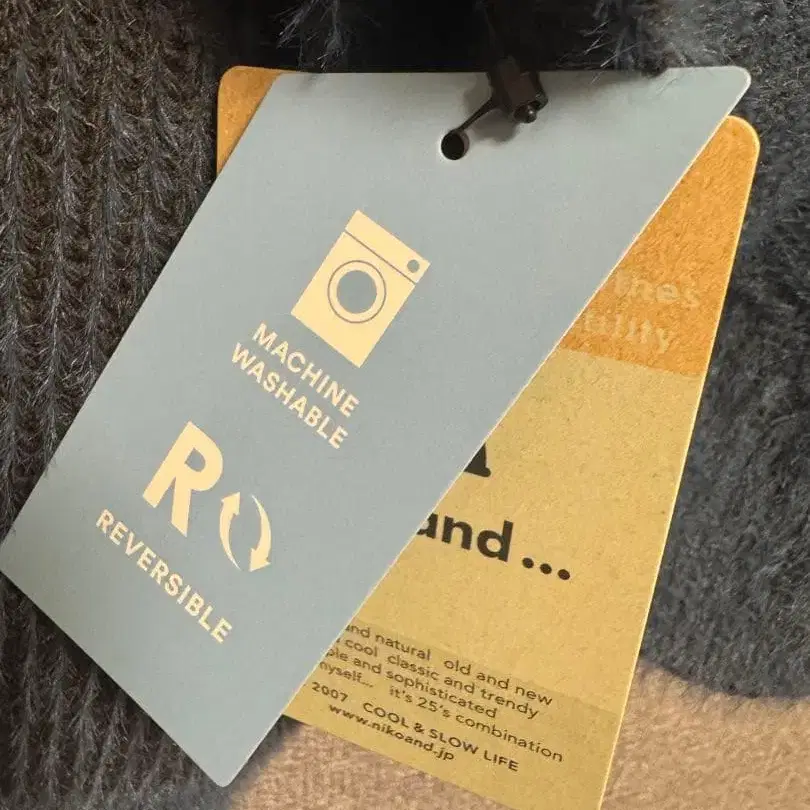 MACHINE
WASHABLE
R
REVERSIBLE
and...
and natural old and new
cool classic and trendy
and sophisticated
myself... it's 25's combination
2007 COOL & SLOW LIFE
www.nikoand-jp